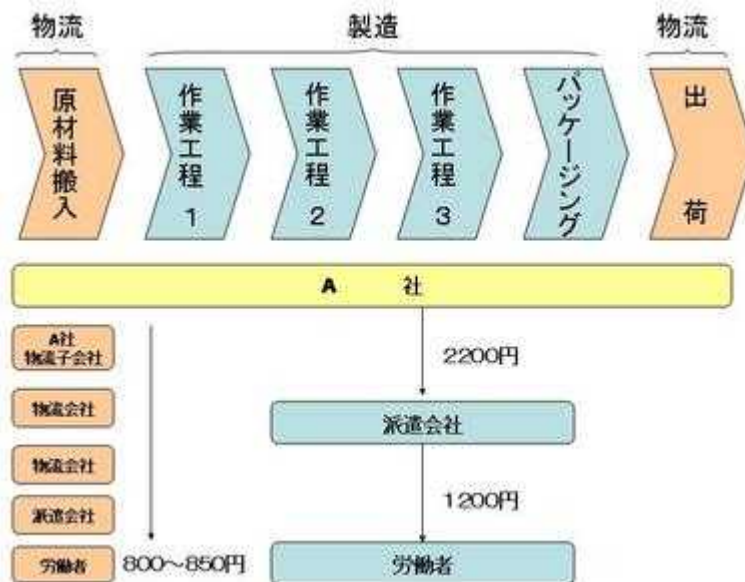 物流
製造
物流
原材料搬入
作業工程1
作業工程2
作業工程3
パッケージング
出荷
A 社
A社
物流子会社
物流会社
物流会社
派遣会社
労働者
800～850円
2200円
派遣会社
1200円
労働者